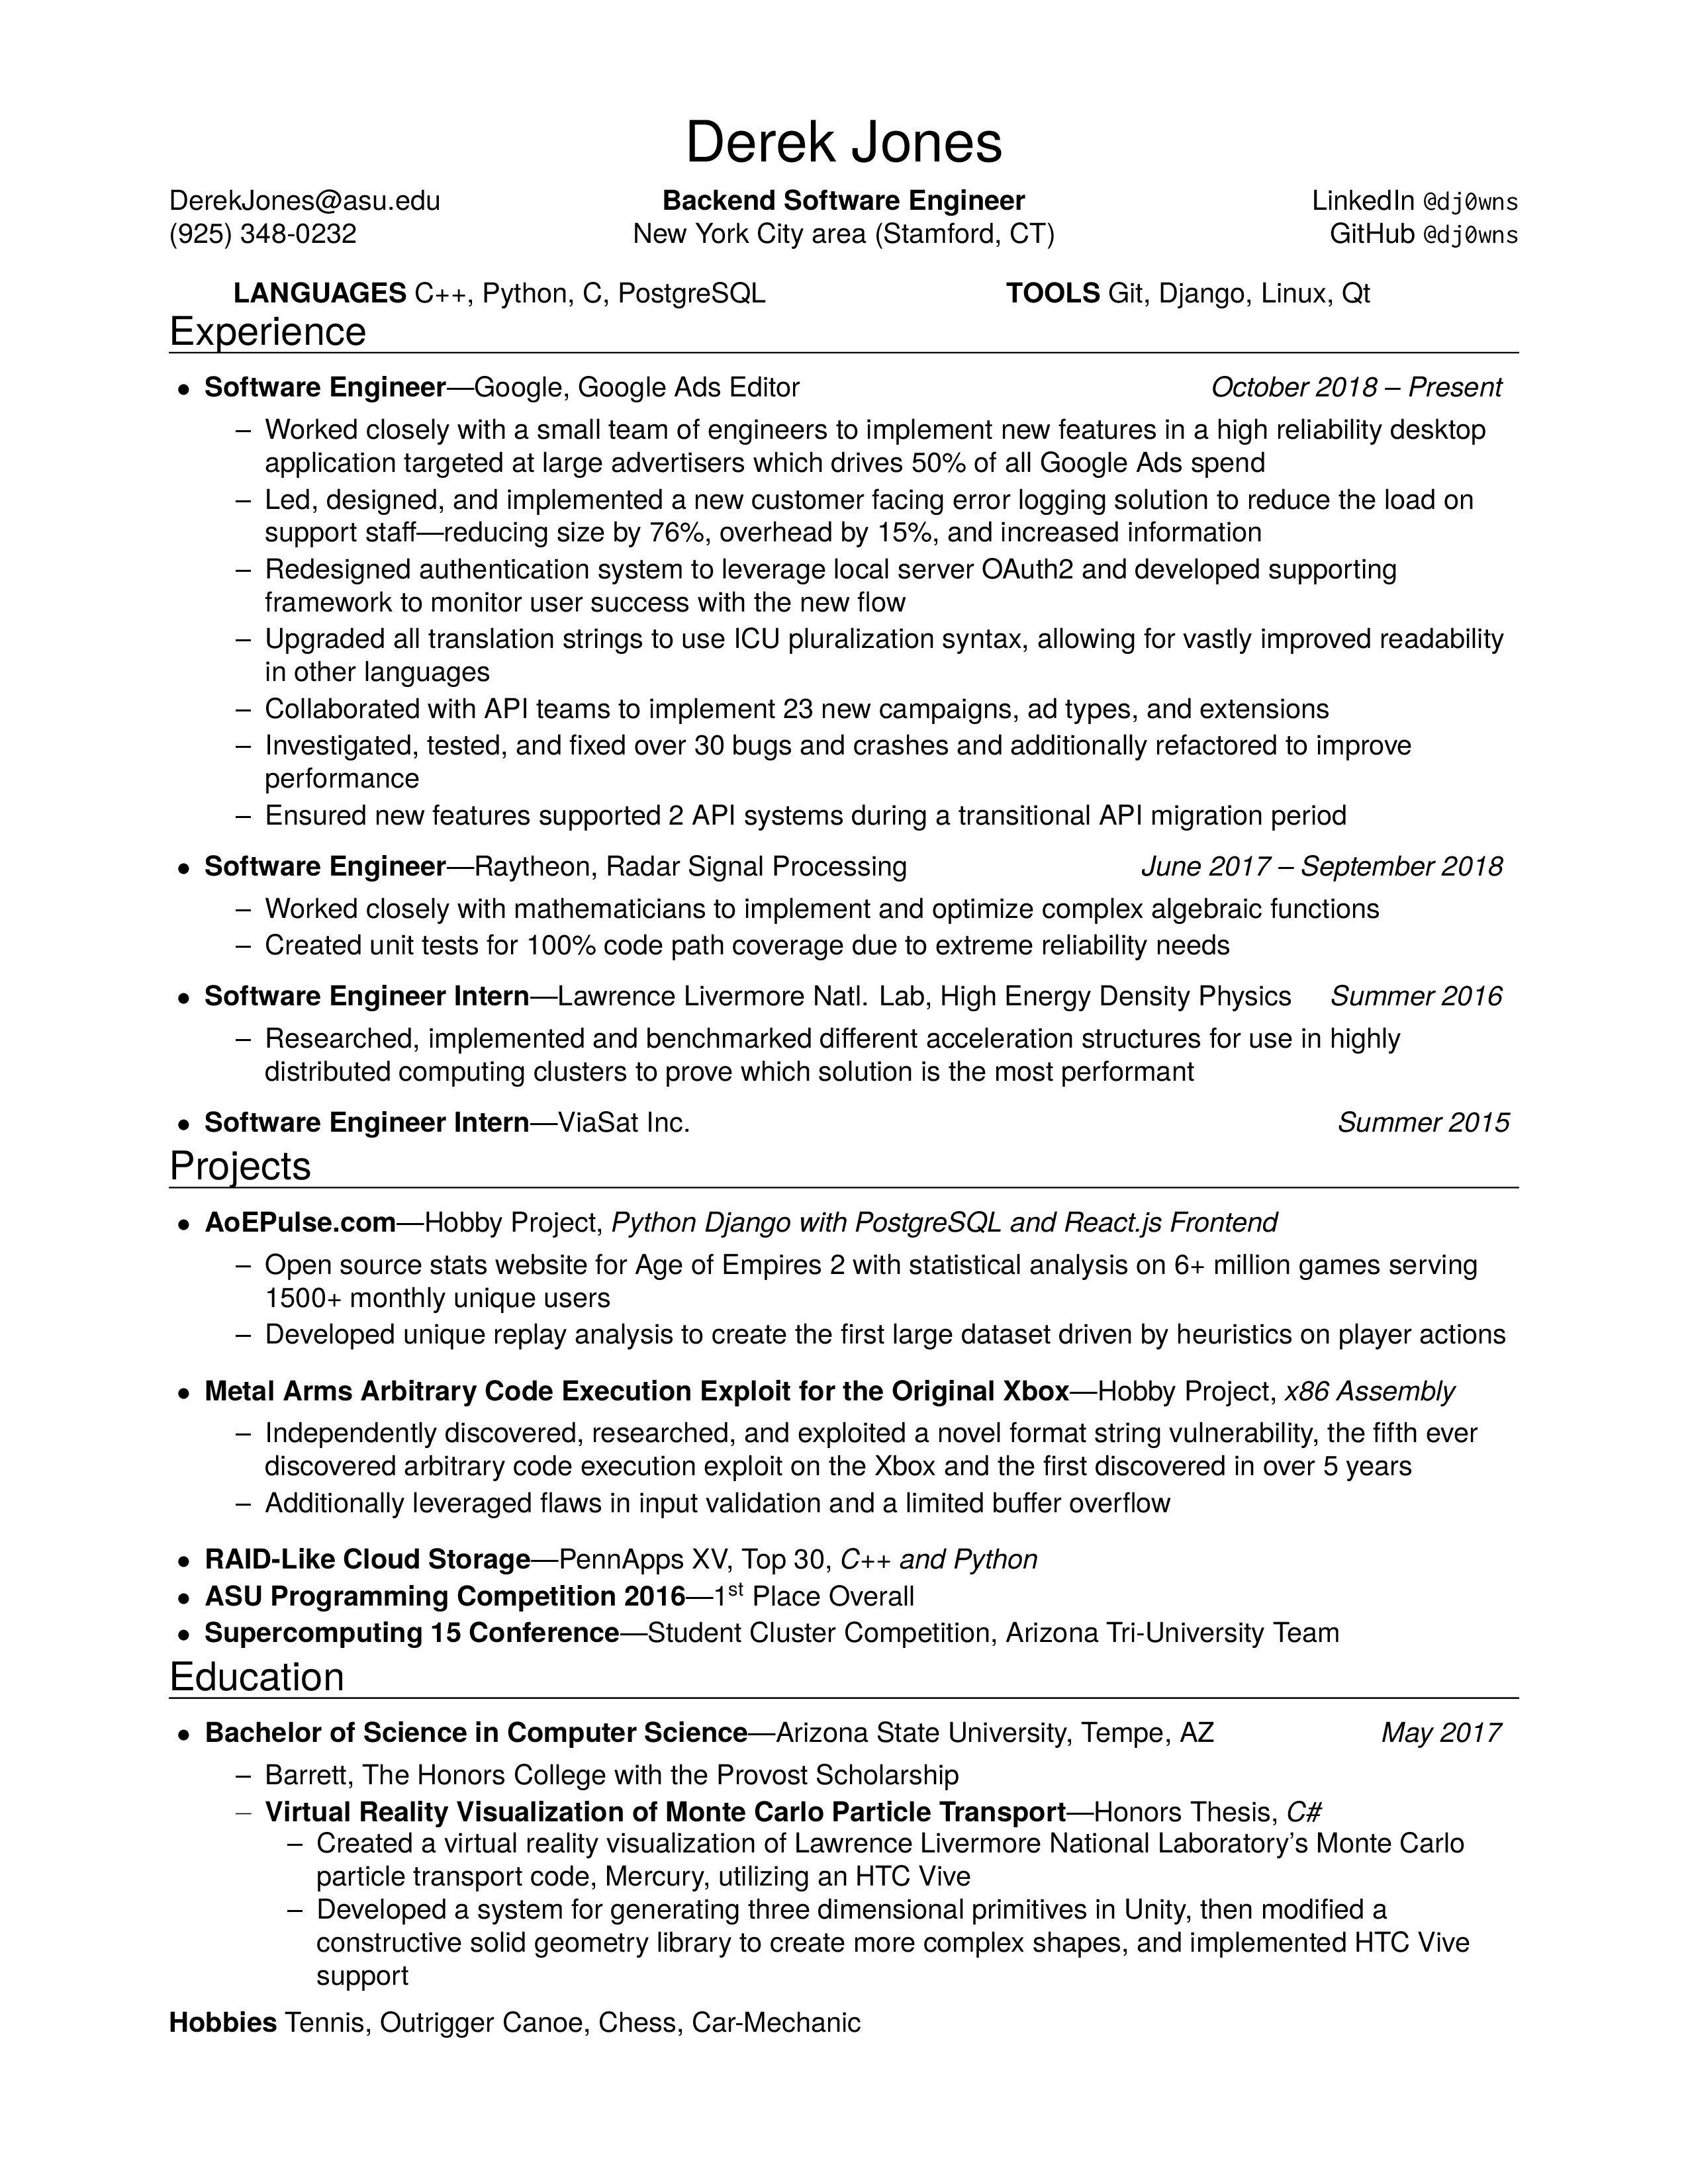 Derek Jones
DerekJones@asu.edu Backend Software Engineer LinkedIn @dj0wns
(925) 348-0232 New York City area (Stamford, CT) GitHub @dj0wns
LANGUAGES C++, Python, C, PostgreSQL TOOLS Git, Django, Linux, Qt
Experience
• Software Engineer—Google, Google Ads Editor October 2018 – Present
– Worked closely with a small team of engineers to implement new features in a high reliability desktop
application targeted at large advertisers which drives 50% of all Google Ads spend
– Led, designed, and implemented a new customer facing error logging solution to reduce the load on
support staff—reducing size by 76%, overhead by 15%, and increased information
– Redesigned authentication system to leverage local server OAuth2 and developed supporting
framework to monitor user success with the new flow
– Upgraded all translation strings to use ICU pluralization syntax, allowing for vastly improved readability
in other languages
– Collaborated with API teams to implement 23 new campaigns, ad types, and extensions
– Investigated, tested, and fixed over 30 bugs and crashes and additionally refactored to improve
performance
– Ensured new features supported 2 API systems during a transitional API migration period
• Software Engineer—Raytheon, Radar Signal Processing June 2017 – September 2018
– Worked closely with mathematicians to implement and optimize complex algebraic functions
– Created unit tests for 100% code path coverage due to extreme reliability needs
• Software Engineer Intern—Lawrence Livermore Natl. Lab, High Energy Density Physics Summer 2016
– Researched, implemented and benchmarked different acceleration structures for use in highly
distributed computing clusters to prove which solution is the most performant
• Software Engineer Intern—ViaSat Inc. Summer 2015
Projects
• AoEPulse.com—Hobby Project, Python Django with PostgreSQL and React.js Frontend
– Open source stats website for Age of Empires 2 with statistical analysis on 6+ million games serving
1500+ monthly unique users
– Developed unique replay analysis to create the first large dataset driven by heuristics on player actions
• Metal Arms Arbitrary Code Execution Exploit for the Original Xbox—Hobby Project, x86 Assembly
– Independently discovered, researched, and exploited a novel format string vulnerability, the fifth ever
discovered arbitrary code execution exploit on the Xbox and the first discovered in over 5 years
– Additionally leveraged flaws in input validation and a limited buffer overflow
• RAID-Like Cloud Storage—PennApps XV, Top 30, C++ and Python
• ASU Programming Competition 2016—1st Place Overall
• Supercomputing 15 Conference—Student Cluster Competition, Arizona Tri-University Team
Education
• Bachelor of Science in Computer Science—Arizona State University, Tempe, AZ May 2017
– Barrett, The Honors College with the Provost Scholarship
– Virtual Reality Visualization of Monte Carlo Particle Transport—Honors Thesis, C#
– Created a virtual reality visualization of Lawrence Livermore National Laboratory's Monte Carlo
particle transport code, Mercury, utilizing an HTC Vive
– Developed a system for generating three dimensional primitives in Unity, then modified a
constructive solid geometry library to create more complex shapes, and implemented HTC Vive
support
Hobbies Tennis, Outrigger Canoe, Chess, Car-Mechanic